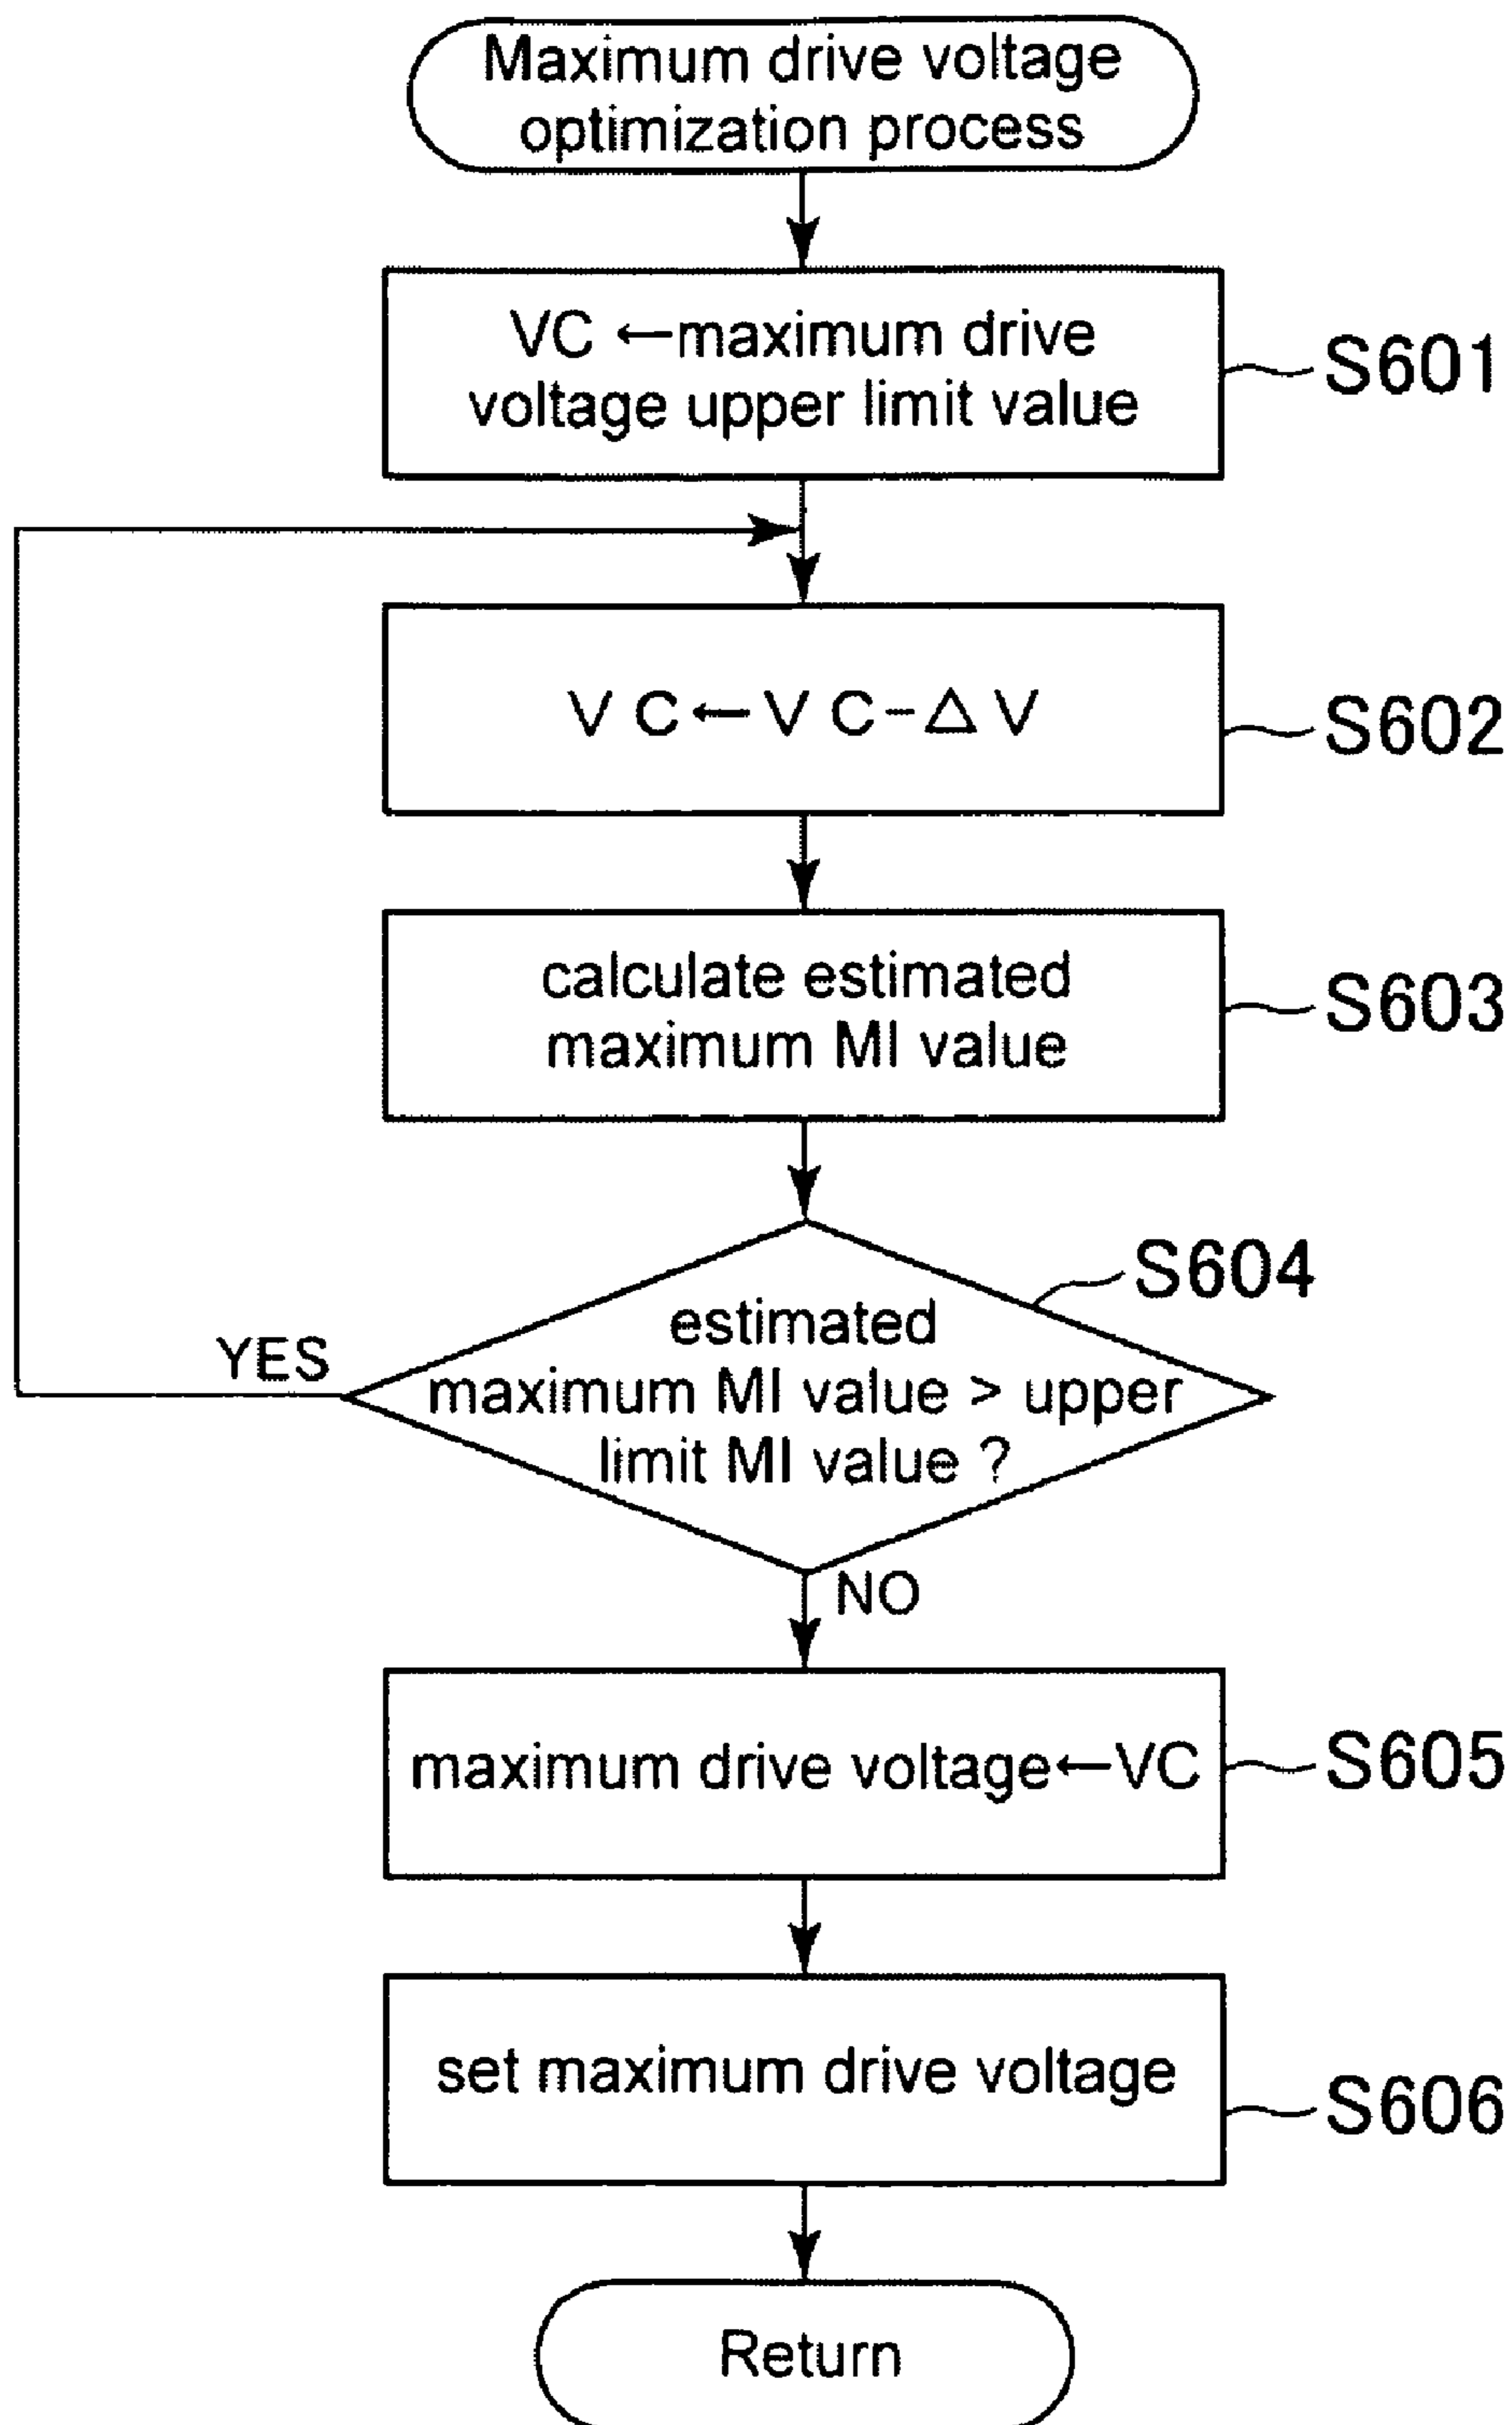 Maximum drive voltage
optimization process
VC ←maximum drive
voltage upper limit value
S601
V C←V C−△ V
S602
calculate estimated
maximum MI value
S603
S604
estimated
maximum MI value > upper
limit MI value ?
YES
NO
maximum drive voltage←VC
S605
set maximum drive voltage
S606
Return